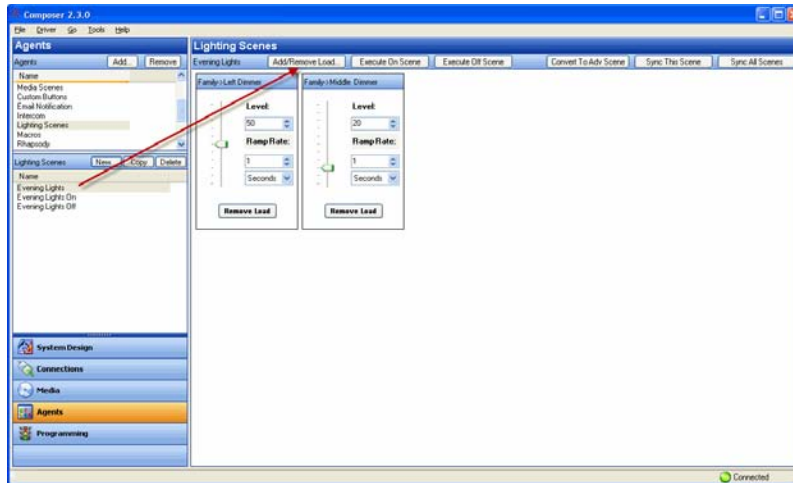 Composer 2.3.0
File Driver Go Tools Help
Agents
Agents Add... Remove
Name
Media Scenes
Custom Buttons
Email Notification
Intercom
Lighting Scenes
Macros
Rhapsody
Lighting Scenes New... Copy Delete
Name
Evening Lights
Evening Lights On
Evening Lights Off
System Design
Connections
Media
Agents
Programming
Lighting Scenes
Evening Lights Add/Remove Load... Execute On Scene Execute Off Scene Convert To Adv Scene Sync This Scene Sync All Scenes
Family->Left Dimmer Family->Middle Dimmer
Level: Level:
50 20
Ramp Rate: Ramp Rate:
1 1
Seconds Seconds
Remove Load Remove Load
Connected